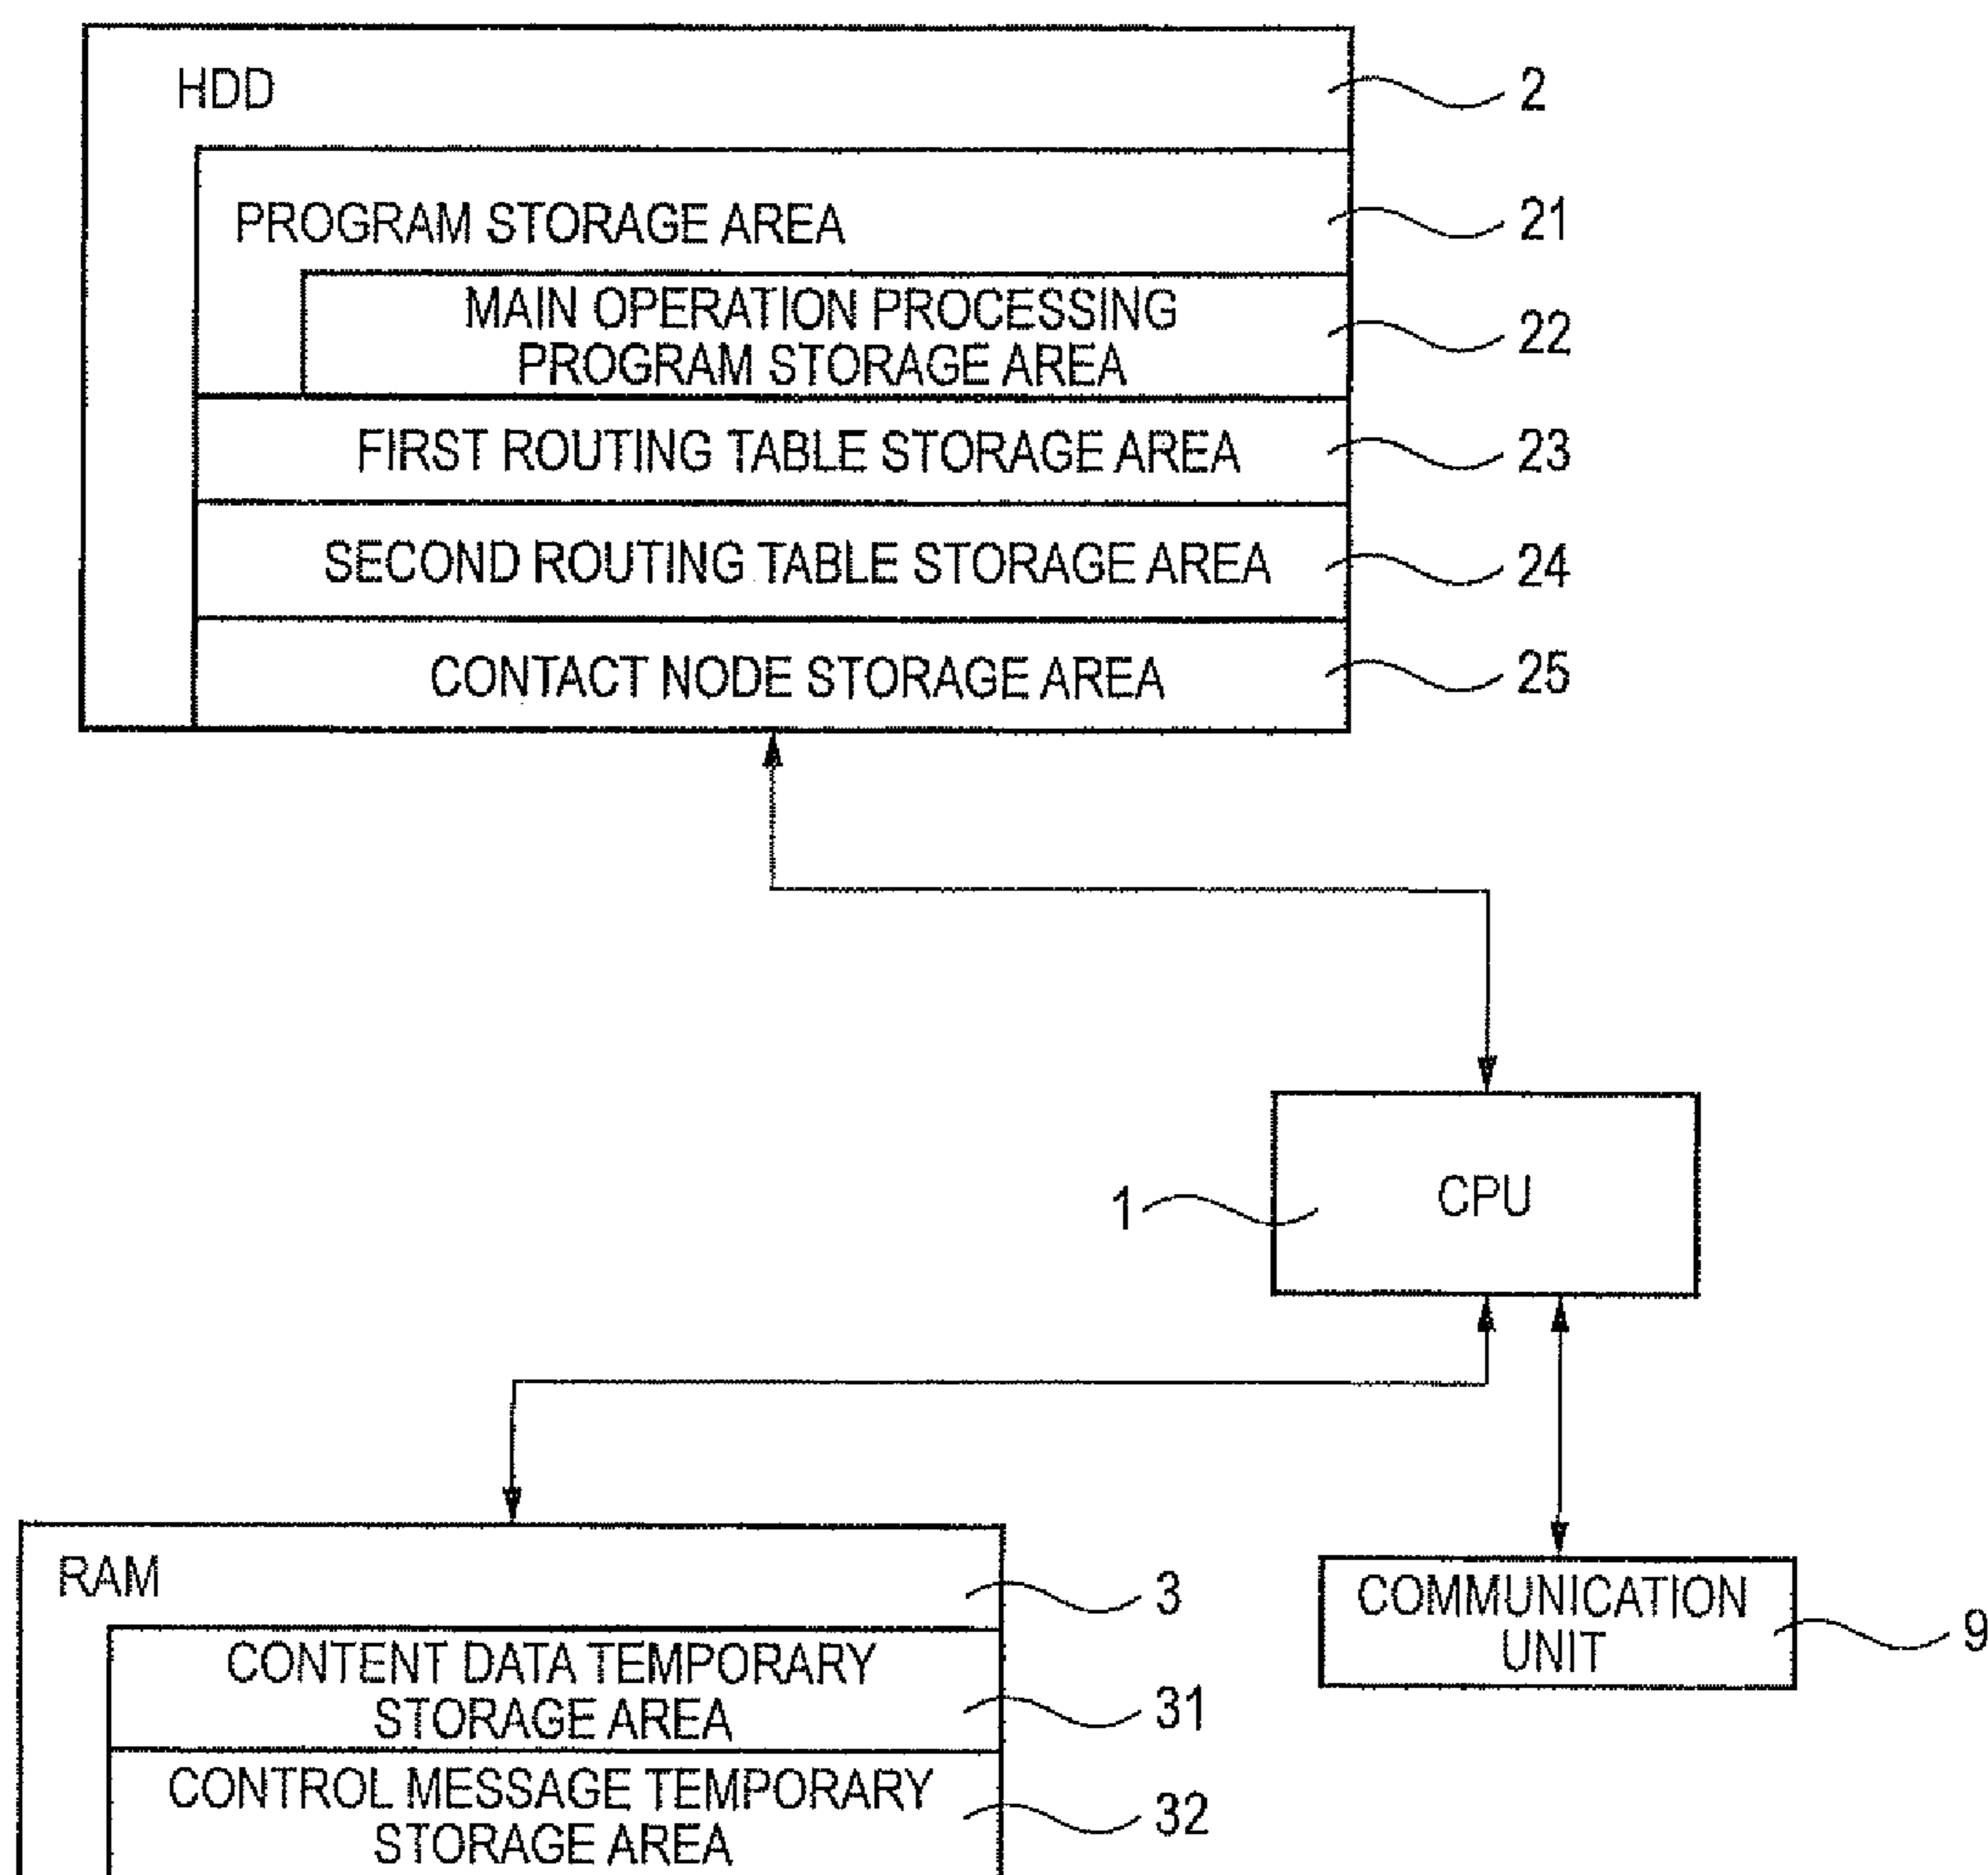 HDD
2
PROGRAM STORAGE AREA
21
MAIN OPERATION PROCESSING
PROGRAM STORAGE AREA
22
FIRST ROUTING TABLE STORAGE AREA
23
SECOND ROUTING TABLE STORAGE AREA
24
CONTACT NODE STORAGE AREA
25
1
CPU
RAM
3
COMMUNICATION
UNIT
9
CONTENT DATA TEMPORARY
STORAGE AREA
31
CONTROL MESSAGE TEMPORARY
STORAGE AREA
32